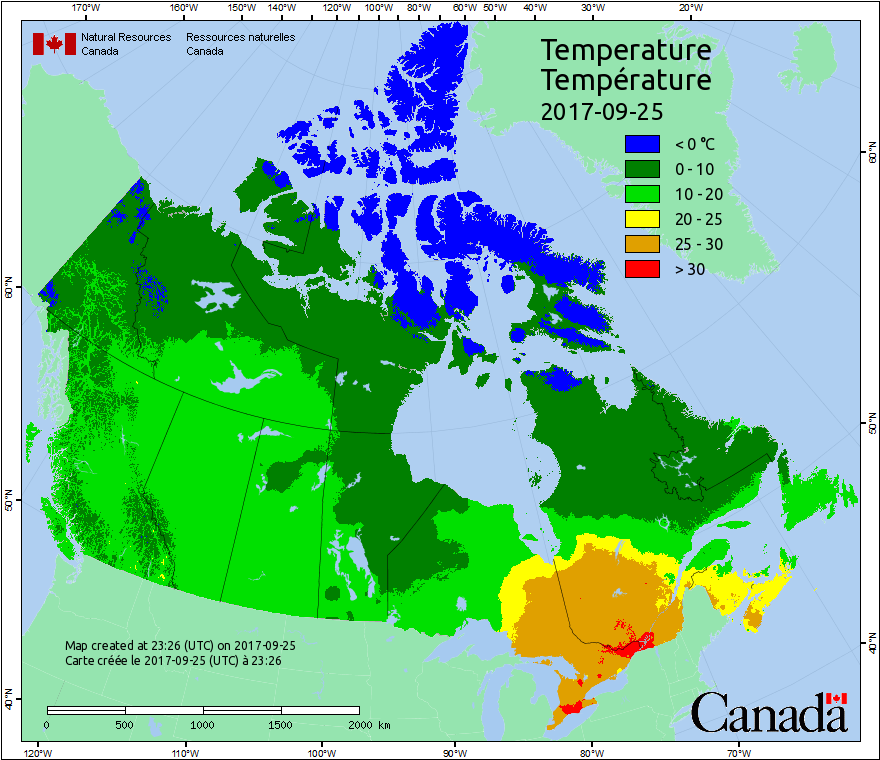 170°W 160°W 150°W 140°W 120°W 100°W 80°W 60°W 50°W 40°W 30°W 20°W
Natural Resources Ressources naturelles
Canada Canada
Temperature
Température
2017-09-25
< 0 °C
0 - 10
10 - 20
20 - 25
25 - 30
> 30
60°N
60°N
50°N
50°N
40°N
40°N
Map created at 23:26 (UTC) on 2017-09-25
Carte créée le 2017-09-25 (UTC) à 23:26
0 500 1000 1500 2000 km
Canada
120°W 110°W 100°W 90°W 80°W 70°W